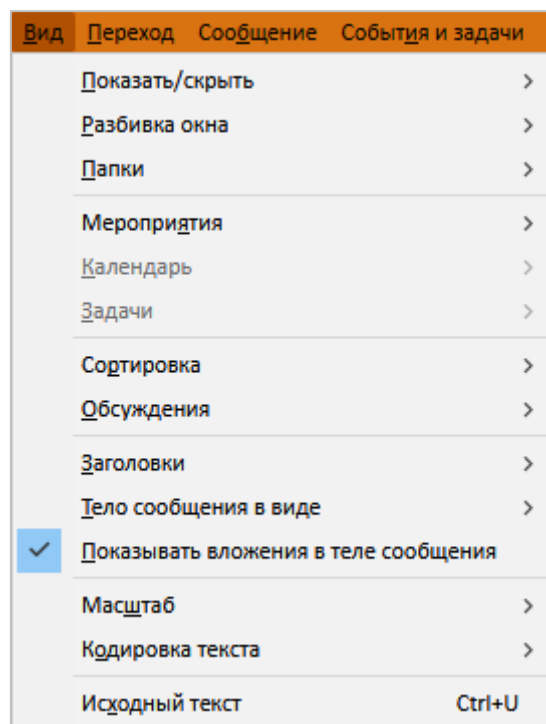 Вид Переход Сообщение События и задачи
Показать/скрыть
Разбивка окна
Папки
Мероприятия
Календарь
Задачи
Сортировка
Обсуждения
Заголовки
Тело сообщения в виде
Показывать вложения в теле сообщения
Масштаб
Кодировка текста
Исходный текст Ctrl+U